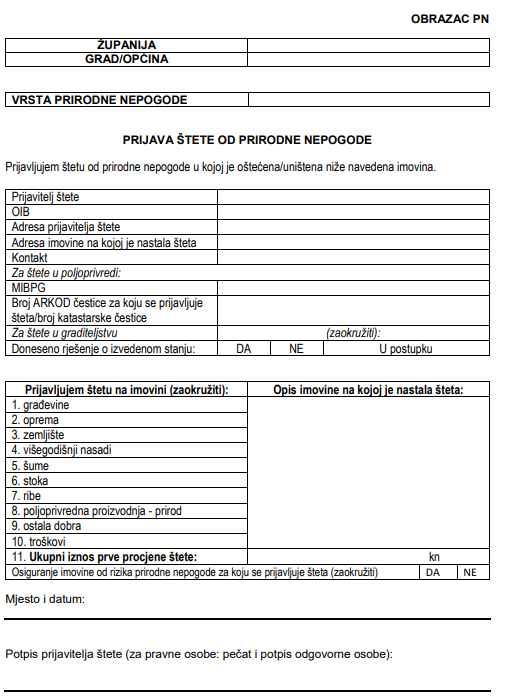 OBRAZAC PN
ŽUPANIJA
GRAD/OPĆINA
VRSTA PRIRODNE NEPOGODE
PRIJAVA ŠTETE OD PRIRODNE NEPOGODE
Prijavljujem štetu od prirodne nepogode u kojoj je oštećena/uništena niže navedena imovina.
Prijavitelj štete
OIB
Adresa prijavitelja štete
Adresa imovine na kojoj je nastala šteta
Kontakt
Za štete u poljoprivredi:
MIBPG
Broj ARKOD čestice za koju se prijavljuje
šteta/broj katastarske čestice
Za štete u graditeljstvu (zaokružiti):
Doneseno rješenje o izvedenom stanju: DA NE U postupku
Prijavljujem štetu na imovini (zaokružiti): Opis imovine na kojoj je nastala šteta:
1. građevine
2. oprema
3. zemljište
4. višegodišnji nasadi
5. šume
6. stoka
7. ribe
8. poljoprivredna proizvodnja - prirod
9. ostala dobra
10. troškovi
11. Ukupni iznos prve procjene štete: kn
Osiguranje imovine od rizika prirodne nepogode za koju se prijavljuje šteta (zaokružiti) DA NE
Mjesto i datum:
Potpis prijavitelja štete (za pravne osobe: pečat i potpis odgovorne osobe):